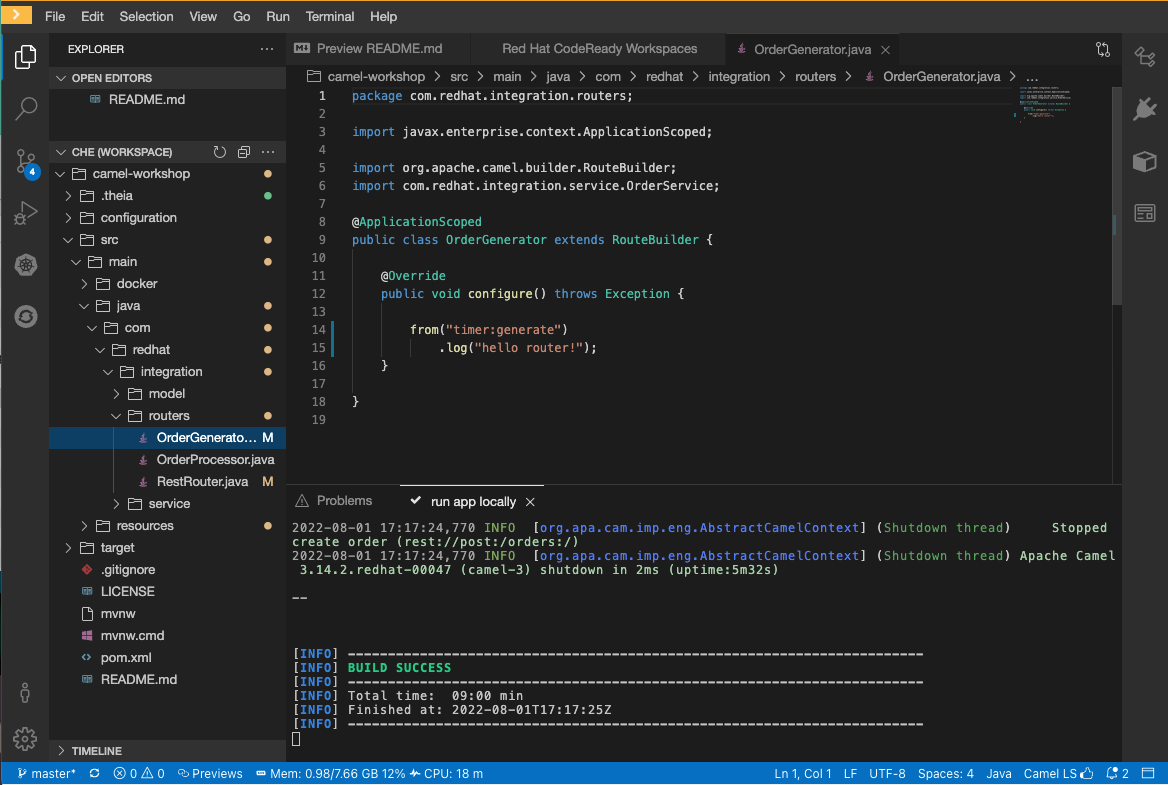 File Edit Selection View Go Run Terminal Help
EXPLORER ...
OPEN EDITORS
README.md
CHE (WORKSPACE) ...
camel-workshop
.theia
configuration
src
main
docker
java
com
redhat
integration
model
routers
OrderGenerato... M
OrderProcessor.java
RestRouter.java M
service
resources
target
.gitignore
LICENSE
mvnw
mvnw.cmd
pom.xml
README.md
TIMELINE
4
Preview README.md Red Hat CodeReady Workspaces OrderGenerator.java
camel-workshop > src > main > java > com > redhat > integration > routers > OrderGenerator.java > ...
1 package com.redhat.integration.routers;
2
3 import javax.enterprise.context.ApplicationScoped;
4
5 import org.apache.camel.builder.RouteBuilder;
6 import com.redhat.integration.service.OrderService;
7
8 @ApplicationScoped
9 public class OrderGenerator extends RouteBuilder {
10
11 @Override
12 public void configure() throws Exception {
13
14 from("timer:generate")
15 .log("hello router!");
16 }
17
18 }
19
Problems run app locally
2022-08-01 17:17:24,770 INFO [org.apa.cam.imp.eng.AbstractCamelContext] (Shutdown thread) Stopped
create order (rest://post:/orders:/)
2022-08-01 17:17:24,770 INFO [org.apa.cam.imp.eng.AbstractCamelContext] (Shutdown thread) Apache Camel
3.14.2.redhat-00047 (camel-3) shutdown in 2ms (uptime:5m32s)
--
[INFO] ------------------------------------------------------------------------
[INFO] BUILD SUCCESS
[INFO] ------------------------------------------------------------------------
[INFO] Total time: 09:00 min
[INFO] Finished at: 2022-08-01T17:17:25Z
[INFO] ------------------------------------------------------------------------
master* 0 0 Previews Mem: 0.98/7.66 GB 12% CPU: 18 m Ln 1, Col 1 LF UTF-8 Spaces: 4 Java Camel LS 2